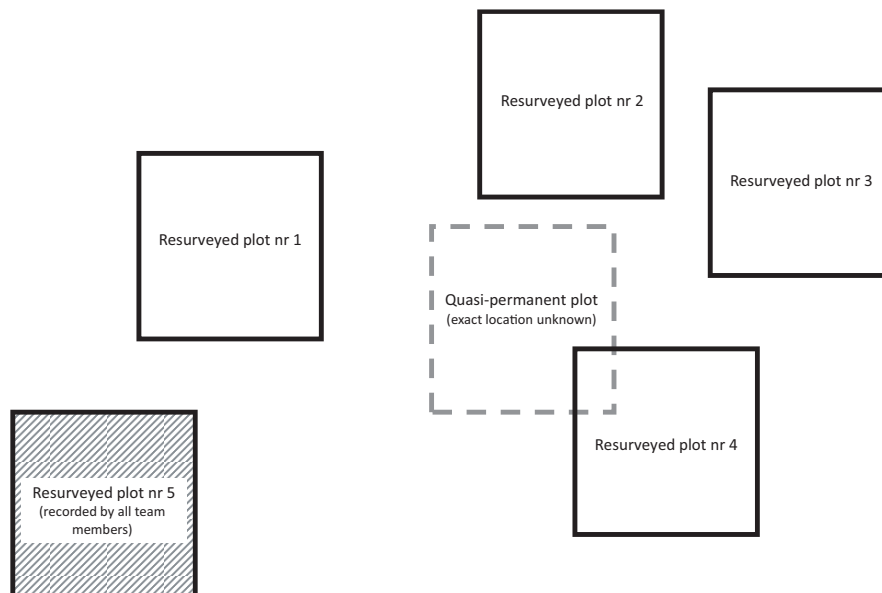 Resurveyed plot nr 2
Resurveyed plot nr 3
Resurveyed plot nr 1
Quasi-permanent plot
(exact location unknown)
Resurveyed plot nr 4
Resurveyed plot nr 5
(recorded by all team
members)